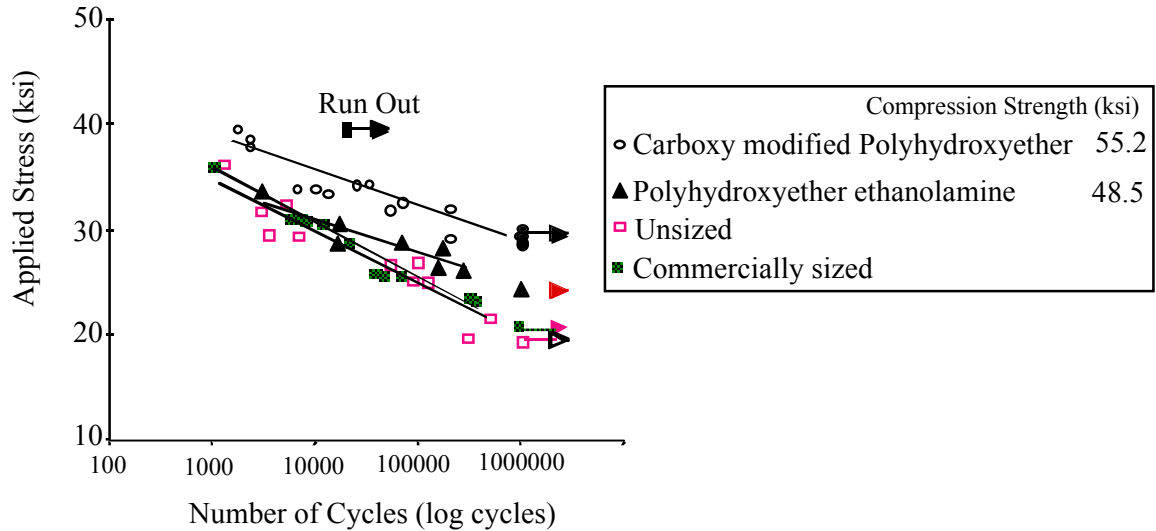 50
40
30
20
10
Applied Stress (ksi)
Run Out
100
1000
10000
100000
1000000
Number of Cycles (log cycles)
Compression Strength (ksi)
Carboxy modified Polyhydroxyether 55.2
Polyhydroxyether ethanolamine 48.5
Unsized
Commercially sized